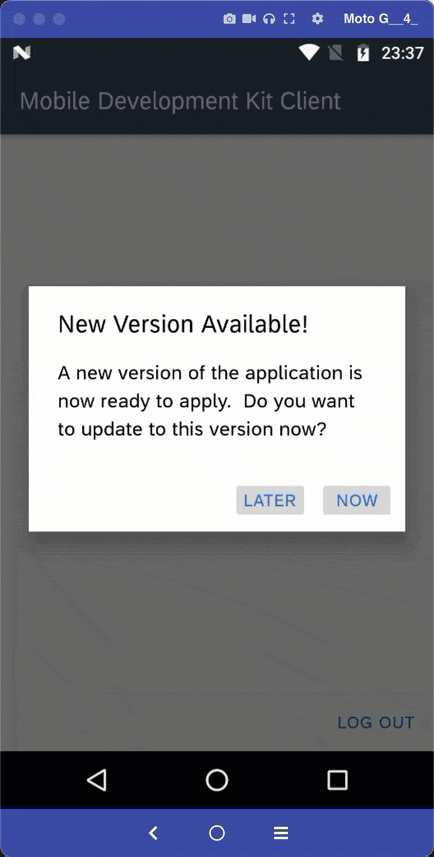 Moto G__4_
23:37
Mobile Development Kit Client
New Version Available!
A new version of the application is
now ready to apply.  Do you want
to update to this version now?
LATER NOW
LOG OUT